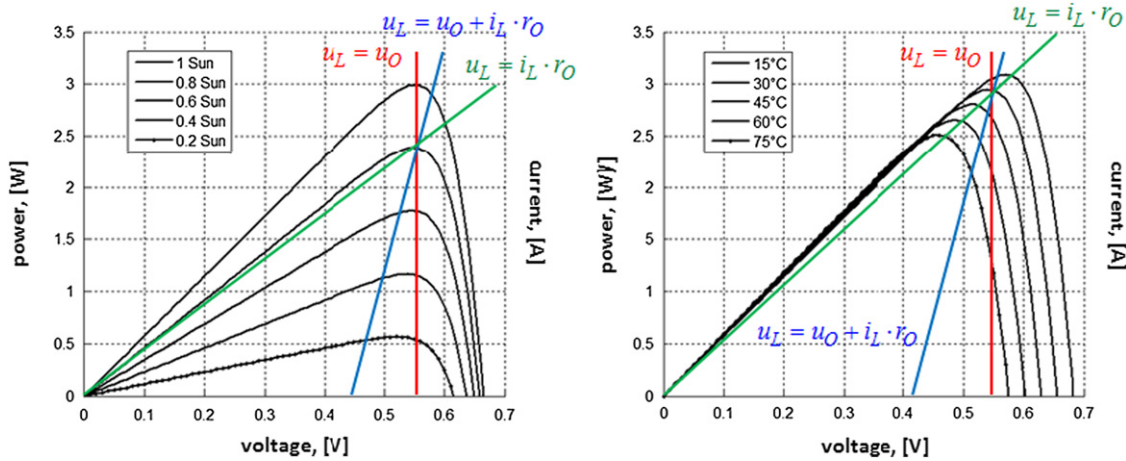 u_L = u_O + i_L · r_O
u_L = u_O
u_L = i_L · r_O
3.5
3
2.5
2
1.5
1
0.5
0
1 Sun
0.8 Sun
0.6 Sun
0.4 Sun
0.2 Sun
power, [W]
current, [A]
0 0.1 0.2 0.3 0.4 0.5 0.6 0.7
voltage, [V]
u_L = i_L · r_O
u_L = u_O
3.5
3
2.5
2
5
1
0.5
0
15°C
30°C
45°C
60°C
75°C
power, [W]
current, [A]
u_L = u_O + i_L · r_O
0 0.1 0.2 0.3 0.4 0.5 0.6 0.7
voltage, [V]